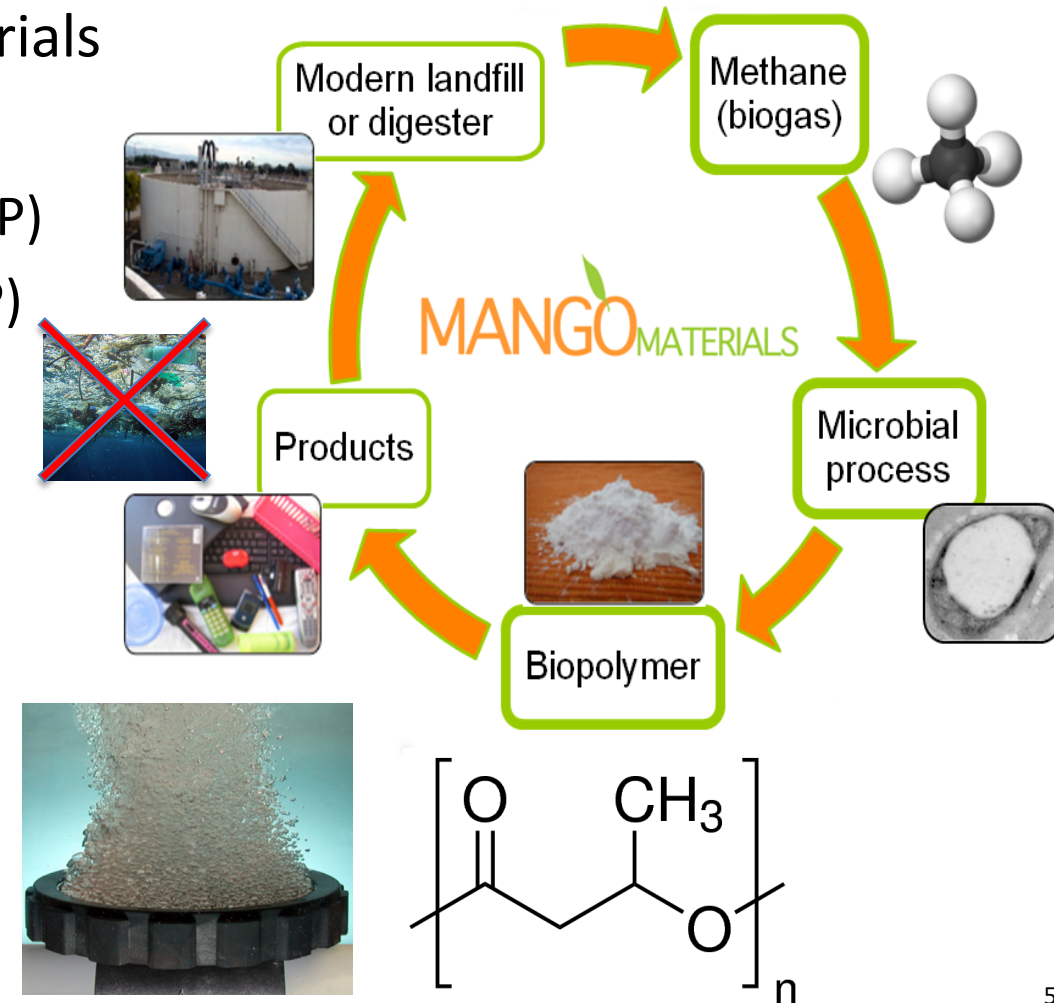 rials
P)
P)
Modern landfill
or digester
Methane
(biogas)
MANGO MATERIALS
Products
Microbial
process
Biopolymer
O
CH3
O
n
5